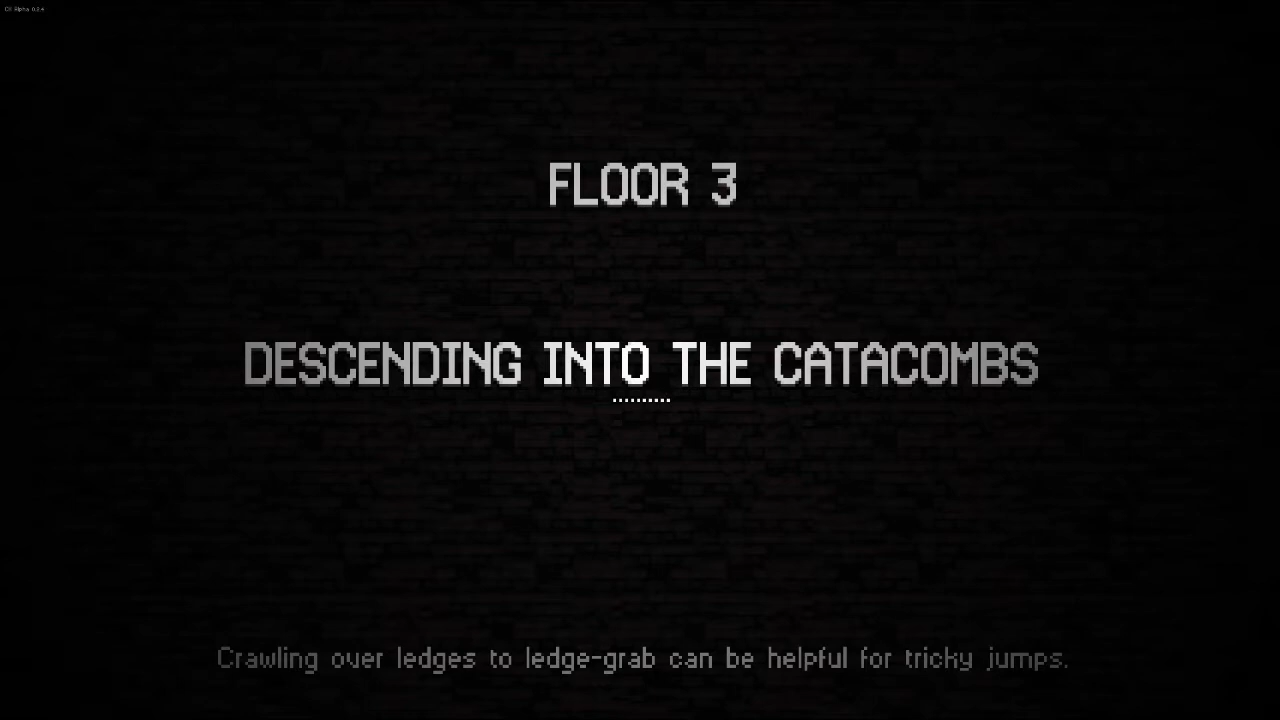 FLOOR 3
DESCENDING INTO THE CATACOMBS
..........
Crawling over ledges to ledge-grab can be helpful for tricky jumps.